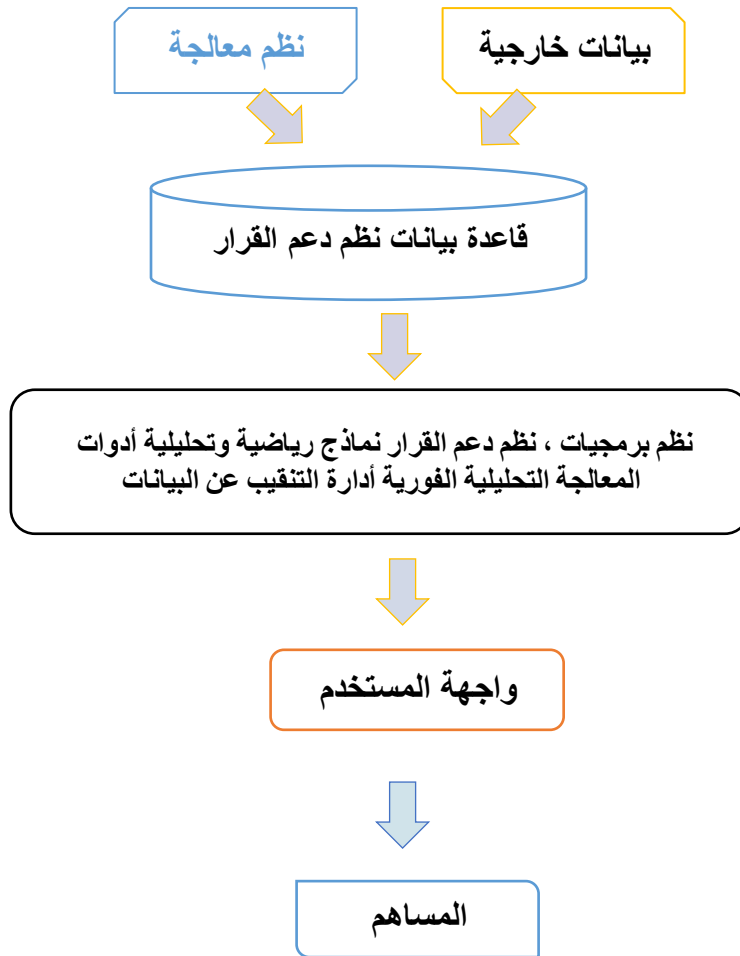 بيانات خارجية
نظم معالجة
قاعدة بيانات نظم دعم القرار
نظم برمجيات ، نظم دعم القرار نماذج رياضية وتحليلية أدوات
المعالجة التحليلية الفورية أدارة التنقيب عن البيانات
واجهة المستخدم
المساهم